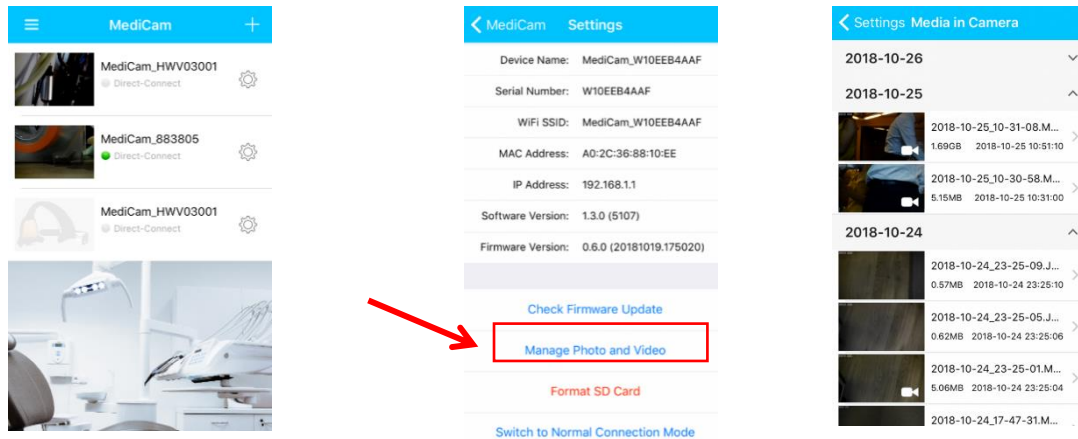 MediCam
MediCam_HWV03001
Direct-Connect
MediCam_883805
Direct-Connect
MediCam_HWV03001
Direct-Connect
MediCam Settings
Device Name: MediCam_W10EEB4AAF
Serial Number: W10EEB4AAF
WiFi SSID: MediCam_W10EEB4AAF
MAC Address: A0:2C:36:88:10:EE
IP Address: 192.168.1.1
Software Version: 1.3.0 (5107)
Firmware Version: 0.6.0 (20181019.175020)
Check Firmware Update
Manage Photo and Video
Format SD Card
Switch to Normal Connection Mode
Settings Media in Camera
2018-10-26
2018-10-25
2018-10-25_10-31-08.M...
1.69GB 2018-10-25 10:51:10
2018-10-25_10-30-58.M...
5.15MB 2018-10-25 10:31:00
2018-10-24
2018-10-24_23-25-09.J...
0.57MB 2018-10-24 23:25:10
2018-10-24_23-25-05.J...
0.62MB 2018-10-24 23:25:06
2018-10-24_23-25-01.M...
5.06MB 2018-10-24 23:25:04
2018-10-24_17-47-31.M...